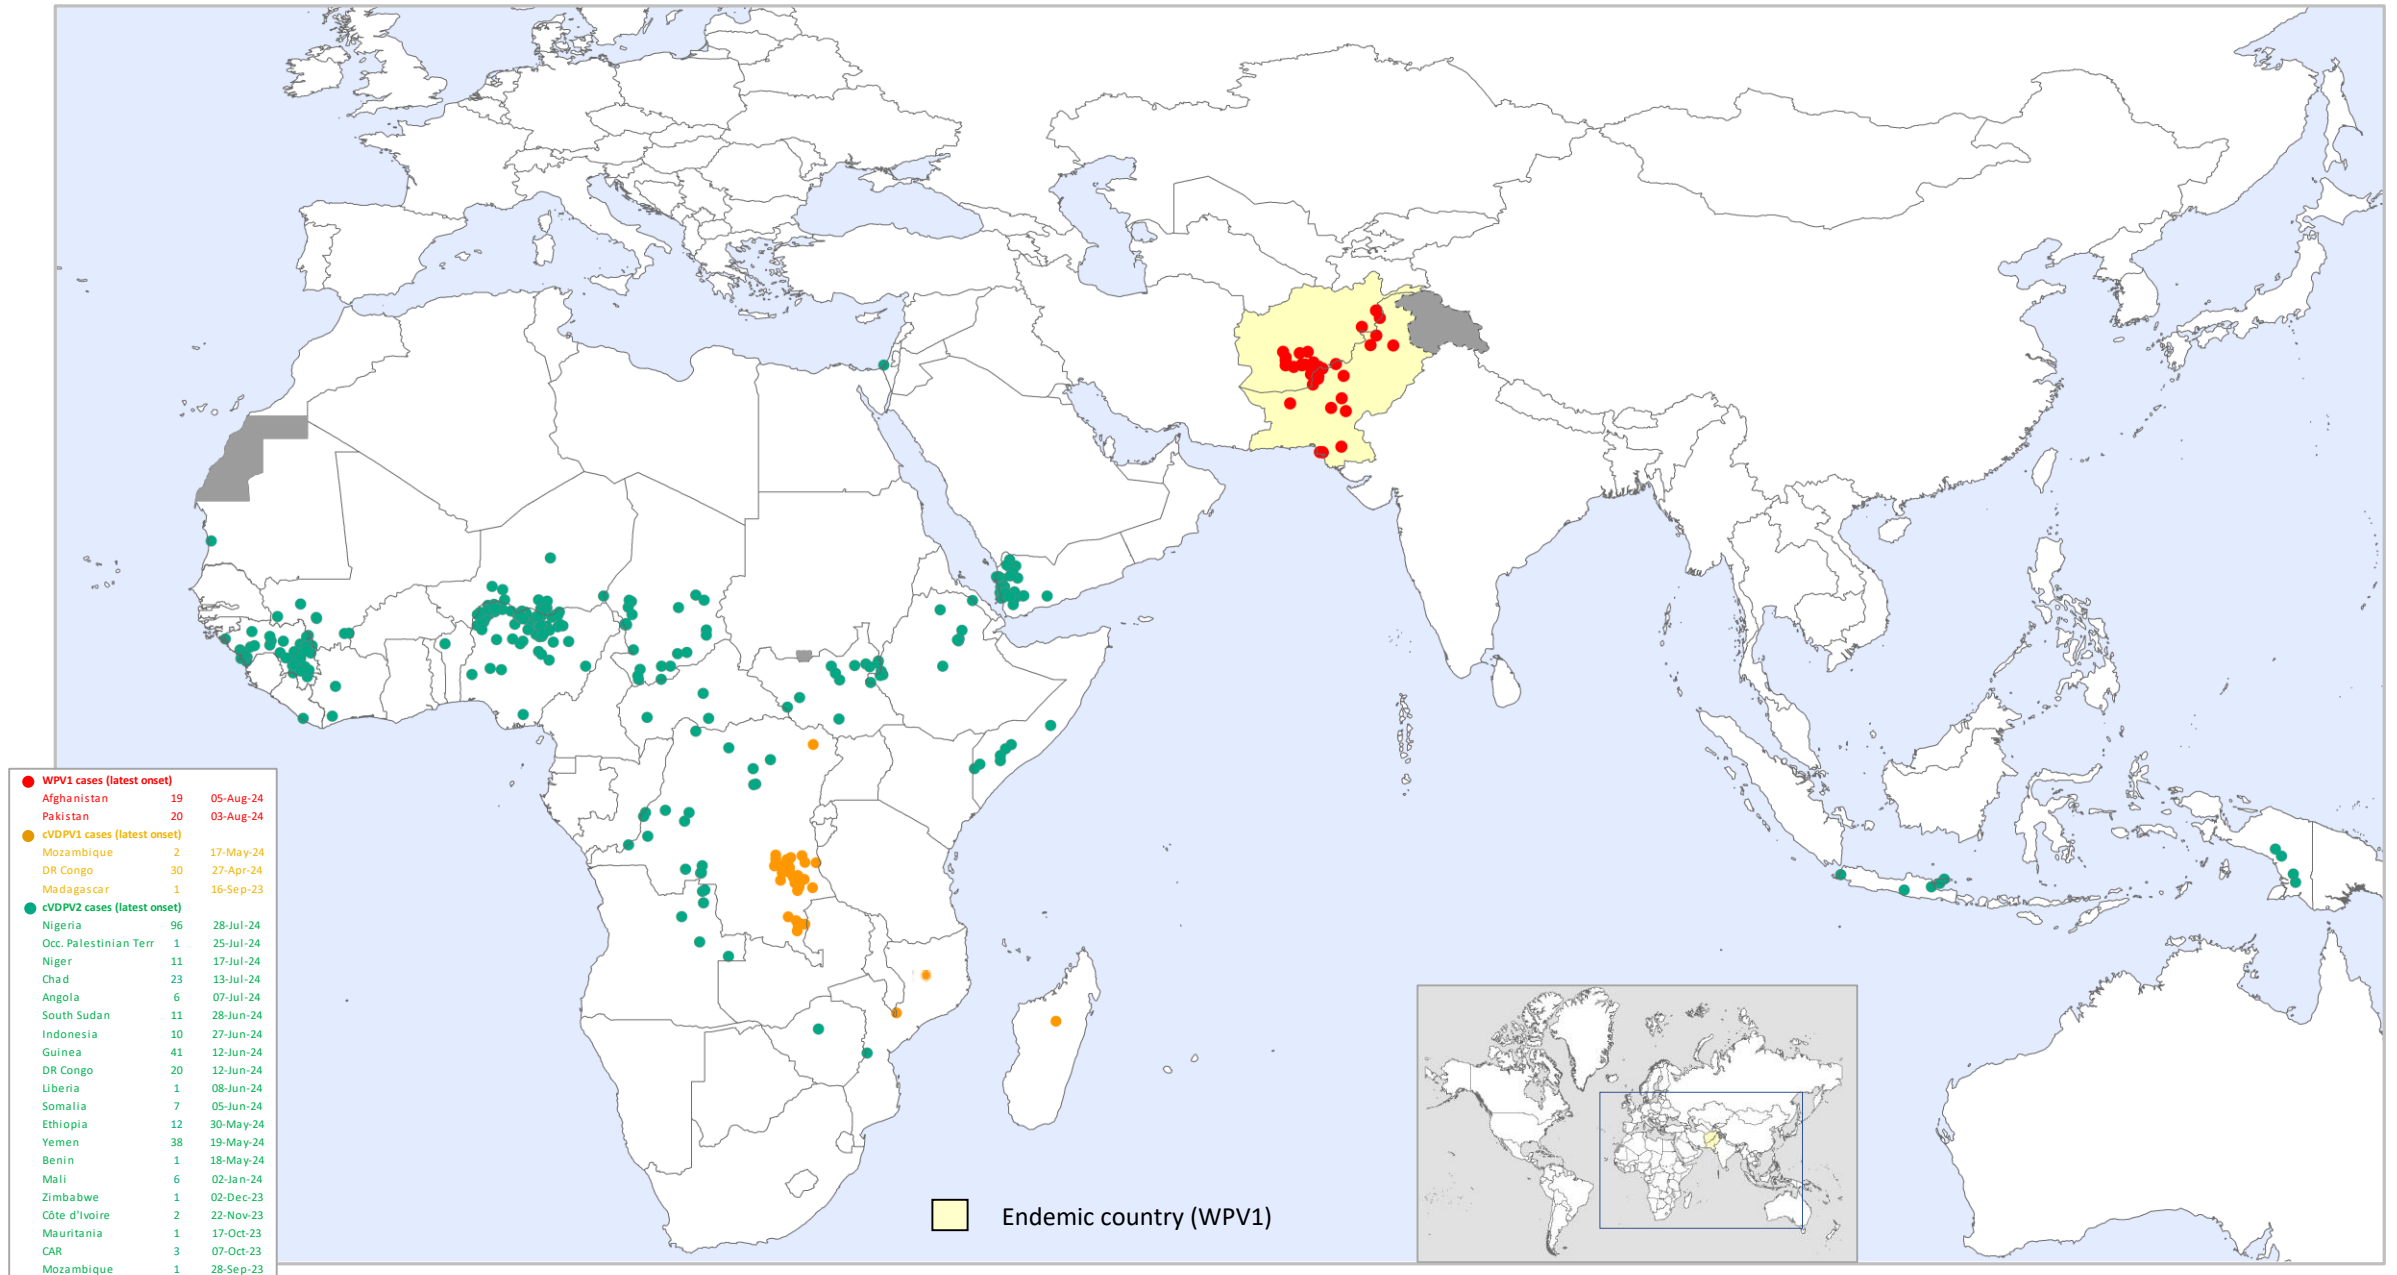 WPV1 cases (latest onset)
Afghanistan 19 05-Aug-24
Pakistan 20 03-Aug-24
cVDPV1 cases (latest onset)
Mozambique 2 17-May-24
DR Congo 30 27-Apr-24
Madagascar 1 16-Sep-23
cVDPV2 cases (latest onset)
Nigeria 96 28-Jul-24
Occ. Palestinian Terr 1 25-Jul-24
Niger 11 17-Jul-24
Chad 23 13-Jul-24
Angola 6 07-Jul-24
South Sudan 11 28-Jun-24
Indonesia 10 27-Jun-24
Guinea 41 12-Jun-24
DR Congo 20 12-Jun-24
Liberia 1 08-Jun-24
Somalia 7 05-Jun-24
Ethiopia 12 30-May-24
Yemen 38 19-May-24
Benin 1 18-May-24
Mali 6 02-Jan-24
Zimbabwe 1 02-Dec-23
Côte d'Ivoire 2 22-Nov-23
Mauritania 1 17-Oct-23
CAR 3 07-Oct-23
Mozambique 1 28-Sep-23
Endemic country (WPV1)